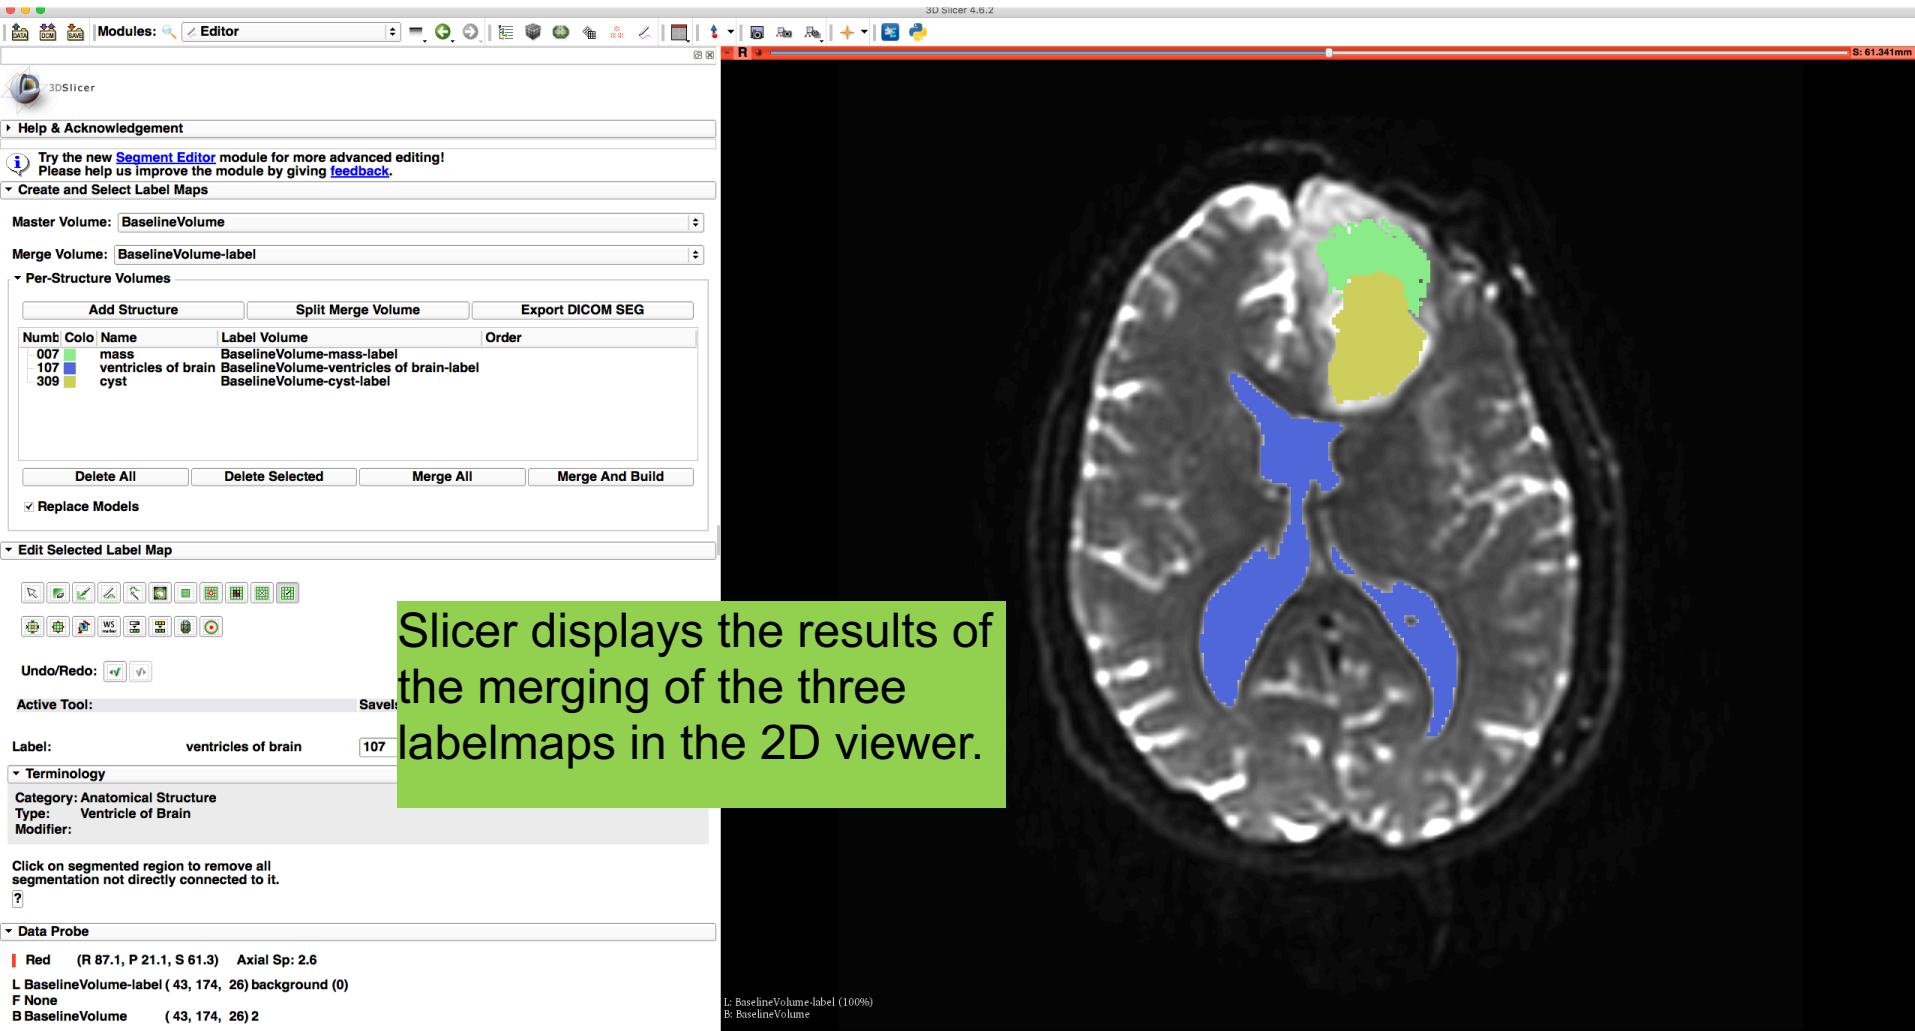 3D Slicer 4.6.2
DATA DCM SAVE Modules: Editor
R S: 61.341mm
3DSlicer
Help & Acknowledgement
Try the new Segment Editor module for more advanced editing!
Please help us improve the module by giving feedback.
Create and Select Label Maps
Master Volume: BaselineVolume
Merge Volume: BaselineVolume-label
Per-Structure Volumes
Add Structure Split Merge Volume Export DICOM SEG
Numb Colo Name Label Volume Order
007 mass BaselineVolume-mass-label
107 ventricles of brain BaselineVolume-ventricles of brain-label
309 cyst BaselineVolume-cyst-label
Delete All Delete Selected Merge All Merge And Build
Replace Models
Edit Selected Label Map
WS
Undo/Redo:
Active Tool: SaveIs
Label: ventricles of brain 107
Slicer displays the results of
the merging of the three
labelmaps in the 2D viewer.
Terminology
Category: Anatomical Structure
Type: Ventricle of Brain
Modifier:
Click on segmented region to remove all
segmentation not directly connected to it.
?
Data Probe
Red (R 87.1, P 21.1, S 61.3) Axial Sp: 2.6
L BaselineVolume-label ( 43, 174, 26) background (0)
F None
B BaselineVolume ( 43, 174, 26) 2
L: BaselineVolume-label (100%)
B: BaselineVolume